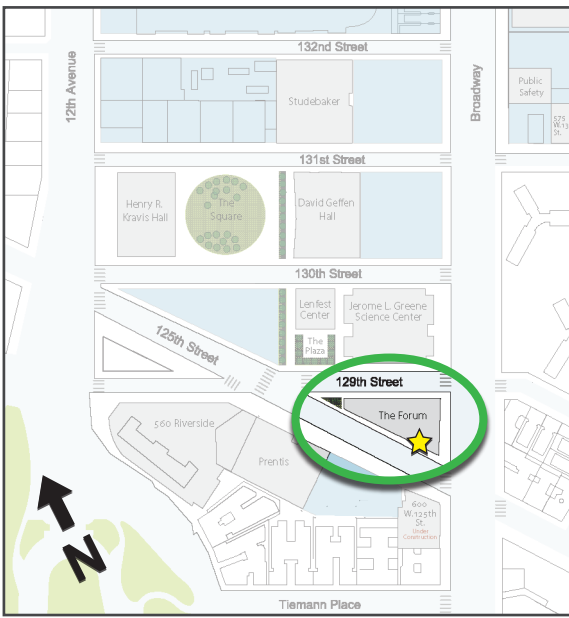 132nd Street
12th Avenue
Broadway
Public
Safety
Studebaker
575
W.13
St.
131st Street
Henry R.
Kravis Hall
The
Square
David Geffen
Hall
130th Street
Lenfest
Center
Jerome L. Greene
Science Center
125th Street
The
Plaza
129th Street
The Forum
560 Riverside
Prentis
600
W.125th
St.
Under
Construction
N
Tiemann Place